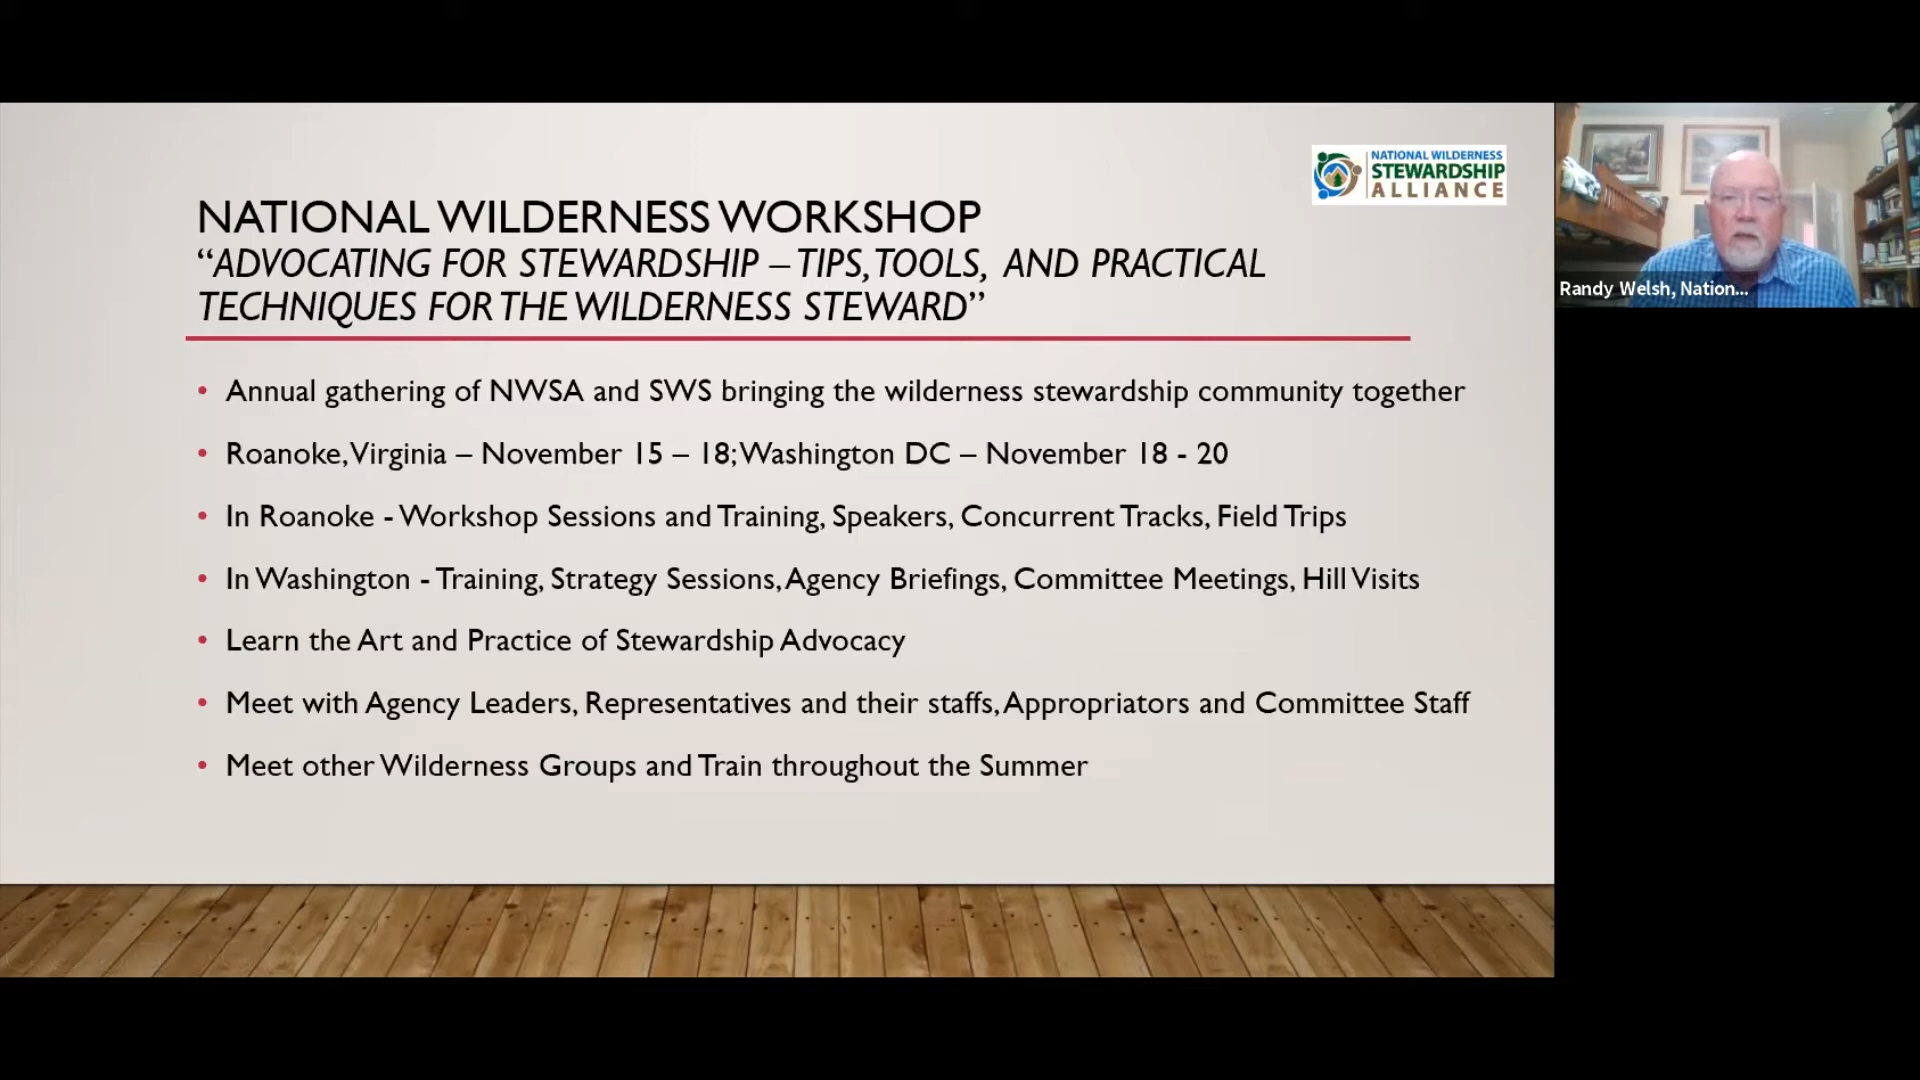 NATIONAL WILDERNESS WORKSHOP
“ADVOCATING FOR STEWARDSHIP – TIPS, TOOLS, AND PRACTICAL
TECHNIQUES FOR THE WILDERNESS STEWARD”
NATIONAL WILDERNESS
STEWARDSHIP
ALLIANCE
• Annual gathering of NWSA and SWS bringing the wilderness stewardship community together
• Roanoke, Virginia – November 15 – 18; Washington DC – November 18 - 20
• In Roanoke - Workshop Sessions and Training, Speakers, Concurrent Tracks, Field Trips
• In Washington - Training, Strategy Sessions, Agency Briefings, Committee Meetings, Hill Visits
• Learn the Art and Practice of Stewardship Advocacy
• Meet with Agency Leaders, Representatives and their staffs, Appropriators and Committee Staff
• Meet other Wilderness Groups and Train throughout the Summer
Randy Welsh, Nation...